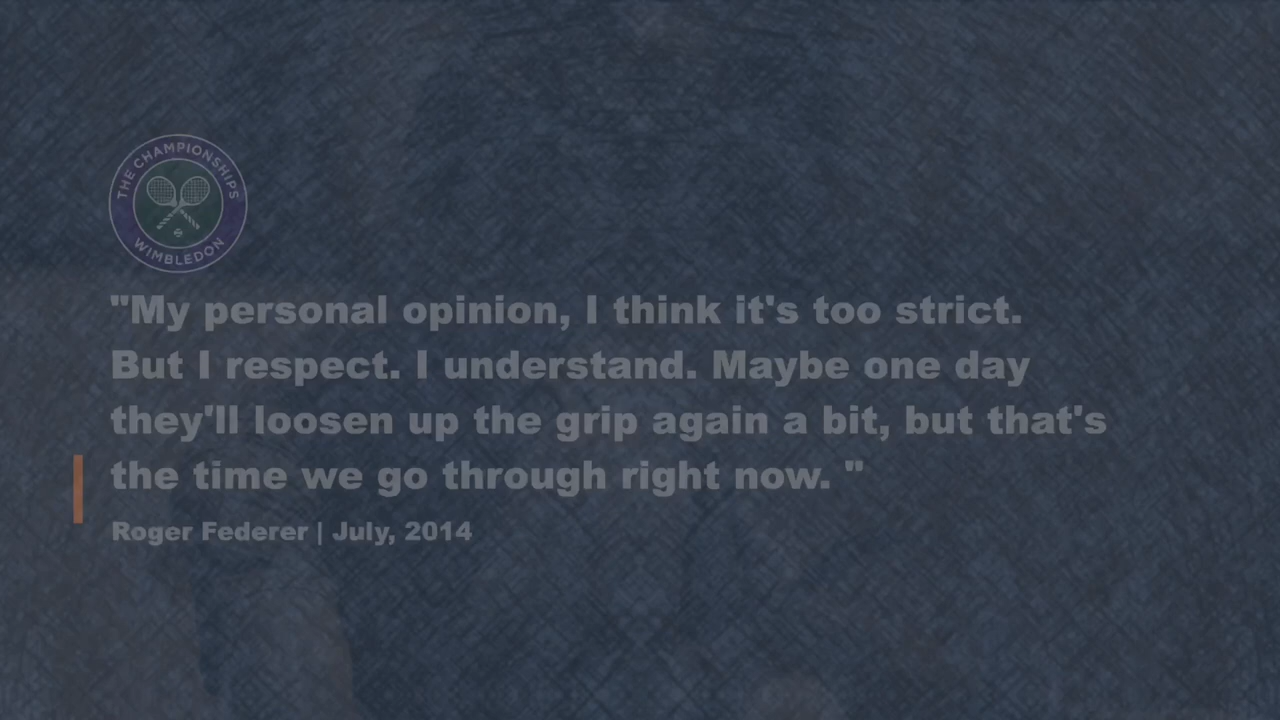 THE CHAMPIONSHIPS
WIMBLEDON
"My personal opinion, I think it's too strict.
But I respect. I understand. Maybe one day
they'll loosen up the grip again a bit, but that's
the time we go through right now. "
Roger Federer | July, 2014